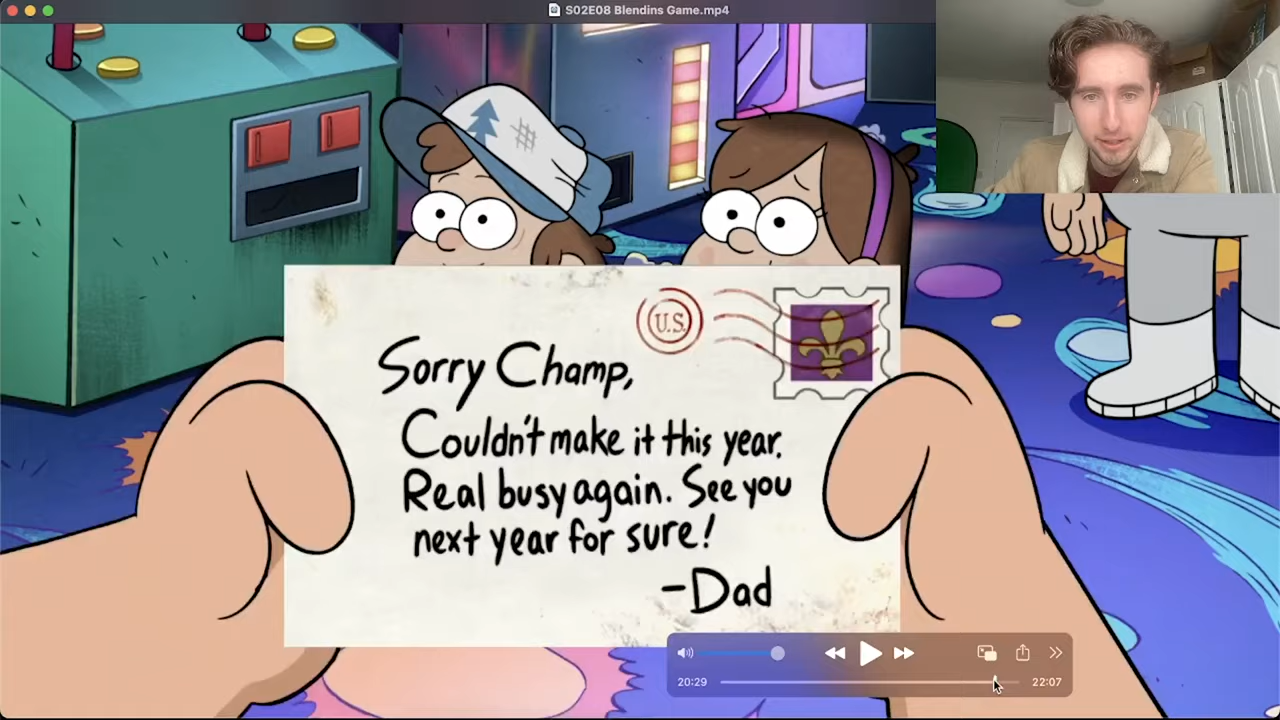 S02E08 Blendins Game.mp4
U.S.
Sorry Champ,
Couldn't make it this year.
Real busy again. See you
next year for sure!
-Dad
20:29
22:07